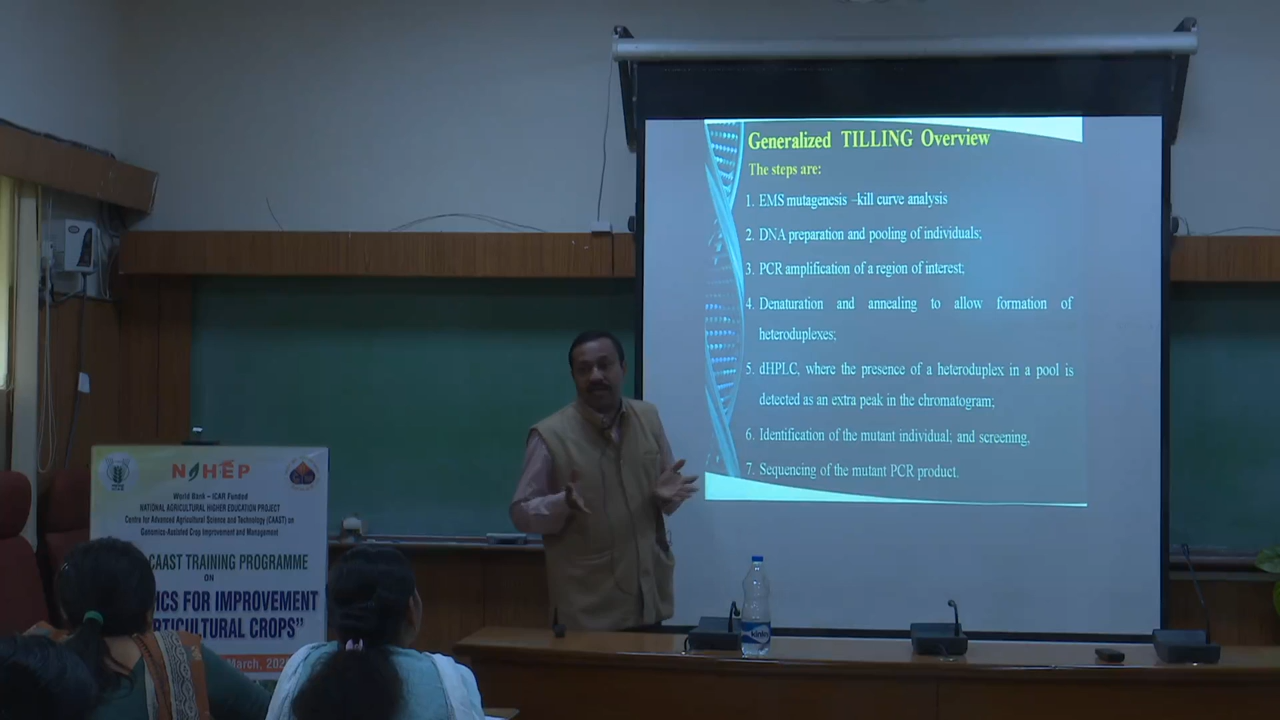 Generalized TILLING Overview
The steps are:
1. EMS mutagenesis –kill curve analysis
2. DNA preparation and pooling of individuals;
3. PCR amplification of a region of interest;
4. Denaturation and annealing to allow formation of
heteroduplexes;
5. dHPLC, where the presence of a heteroduplex in a pool is
detected as an extra peak in the chromatogram;
6. Identification of the mutant individual; and screening,
7. Sequencing of the mutant PCR product.
NAHEP
World Bank – ICAR Funded
NATIONAL AGRICULTURAL HIGHER EDUCATION PROJECT
Centre for Advanced Agricultural Science and Technology (CAAST) on
Genomics-Assisted Crop Improvement and Management
CAAST TRAINING PROGRAMME
ON
ICS FOR IMPROVEMENT
RTICULTURAL CROPS”
March, 202
kinley